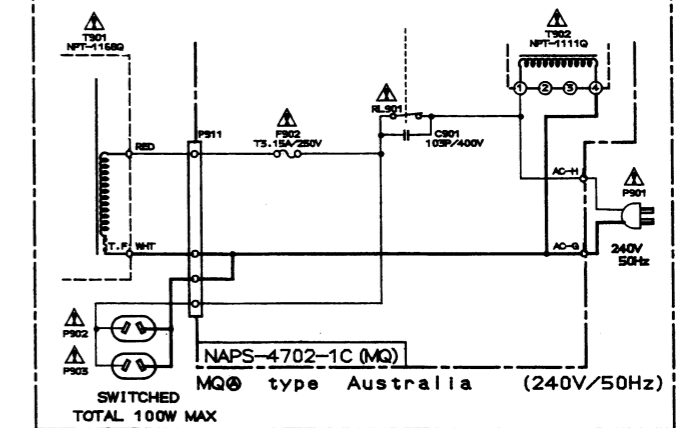 T901
NPT-1168Q
T902
NPT-1111Q
1 2 3 4
RL901
P911
F902
T3.15A/250V
C901
103P/400V
RED
AC-H
P901
T.F. WHT
AC-G
240V
50Hz
P902
P903
NAPS-4702-1C (MQ)
MQⒶ type Australia (240V/50Hz)
SWITCHED
TOTAL 100W MAX